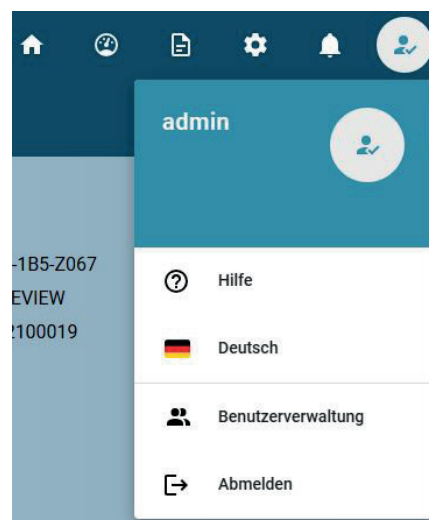 admin
-1B5-Z067
EVIEW
2100019
Hilfe
Deutsch
Benutzerverwaltung
Abmelden